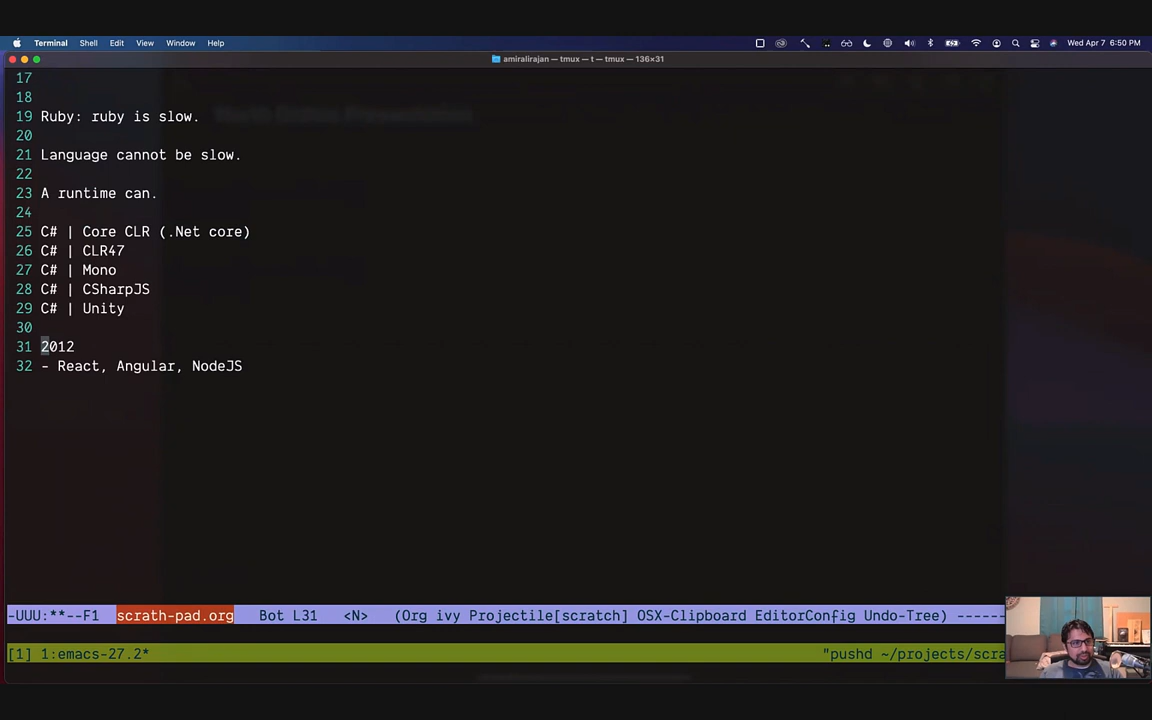 Terminal Shell Edit View Window Help Wed Apr 7 6:50 PM
amiralirajan — tmux — t — tmux — 136×31
17
18
19 Ruby: ruby is slow.
20
21 Language cannot be slow.
22
23 A runtime can.
24
25 C# | Core CLR (.Net core)
26 C# | CLR47
27 C# | Mono
28 C# | CSharpJS
29 C# | Unity
30
31 2012
32 - React, Angular, NodeJS
-UUU:**--F1 scrath-pad.org Bot L31 <N> (Org ivy Projectile[scratch] OSX-Clipboard EditorConfig Undo-Tree) ------
[1] 1:emacs-27.2* "pushd ~/projects/scra